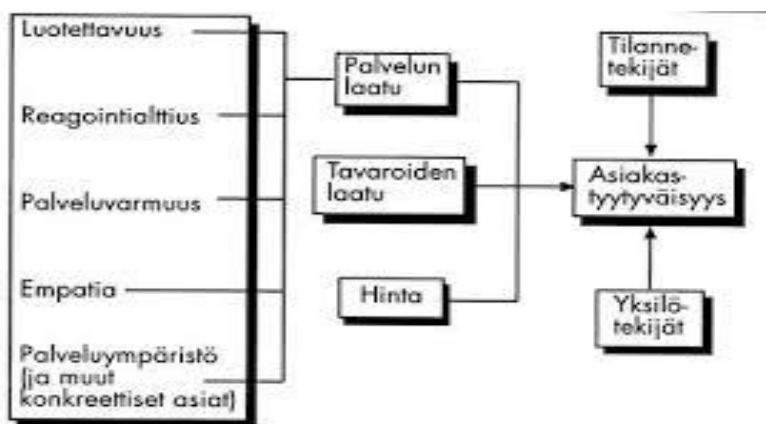 Luotettavuus
Reagointialttius
Palveluvarmuus
Empatia
Palveluympäristö
(ja muut
konkreettiset asiat)
Palvelun
laatu
Tavaroiden
laatu
Hinta
Tilanne-
tekijät
Asiakas-
tyytyväisyys
Yksilö-
tekijät